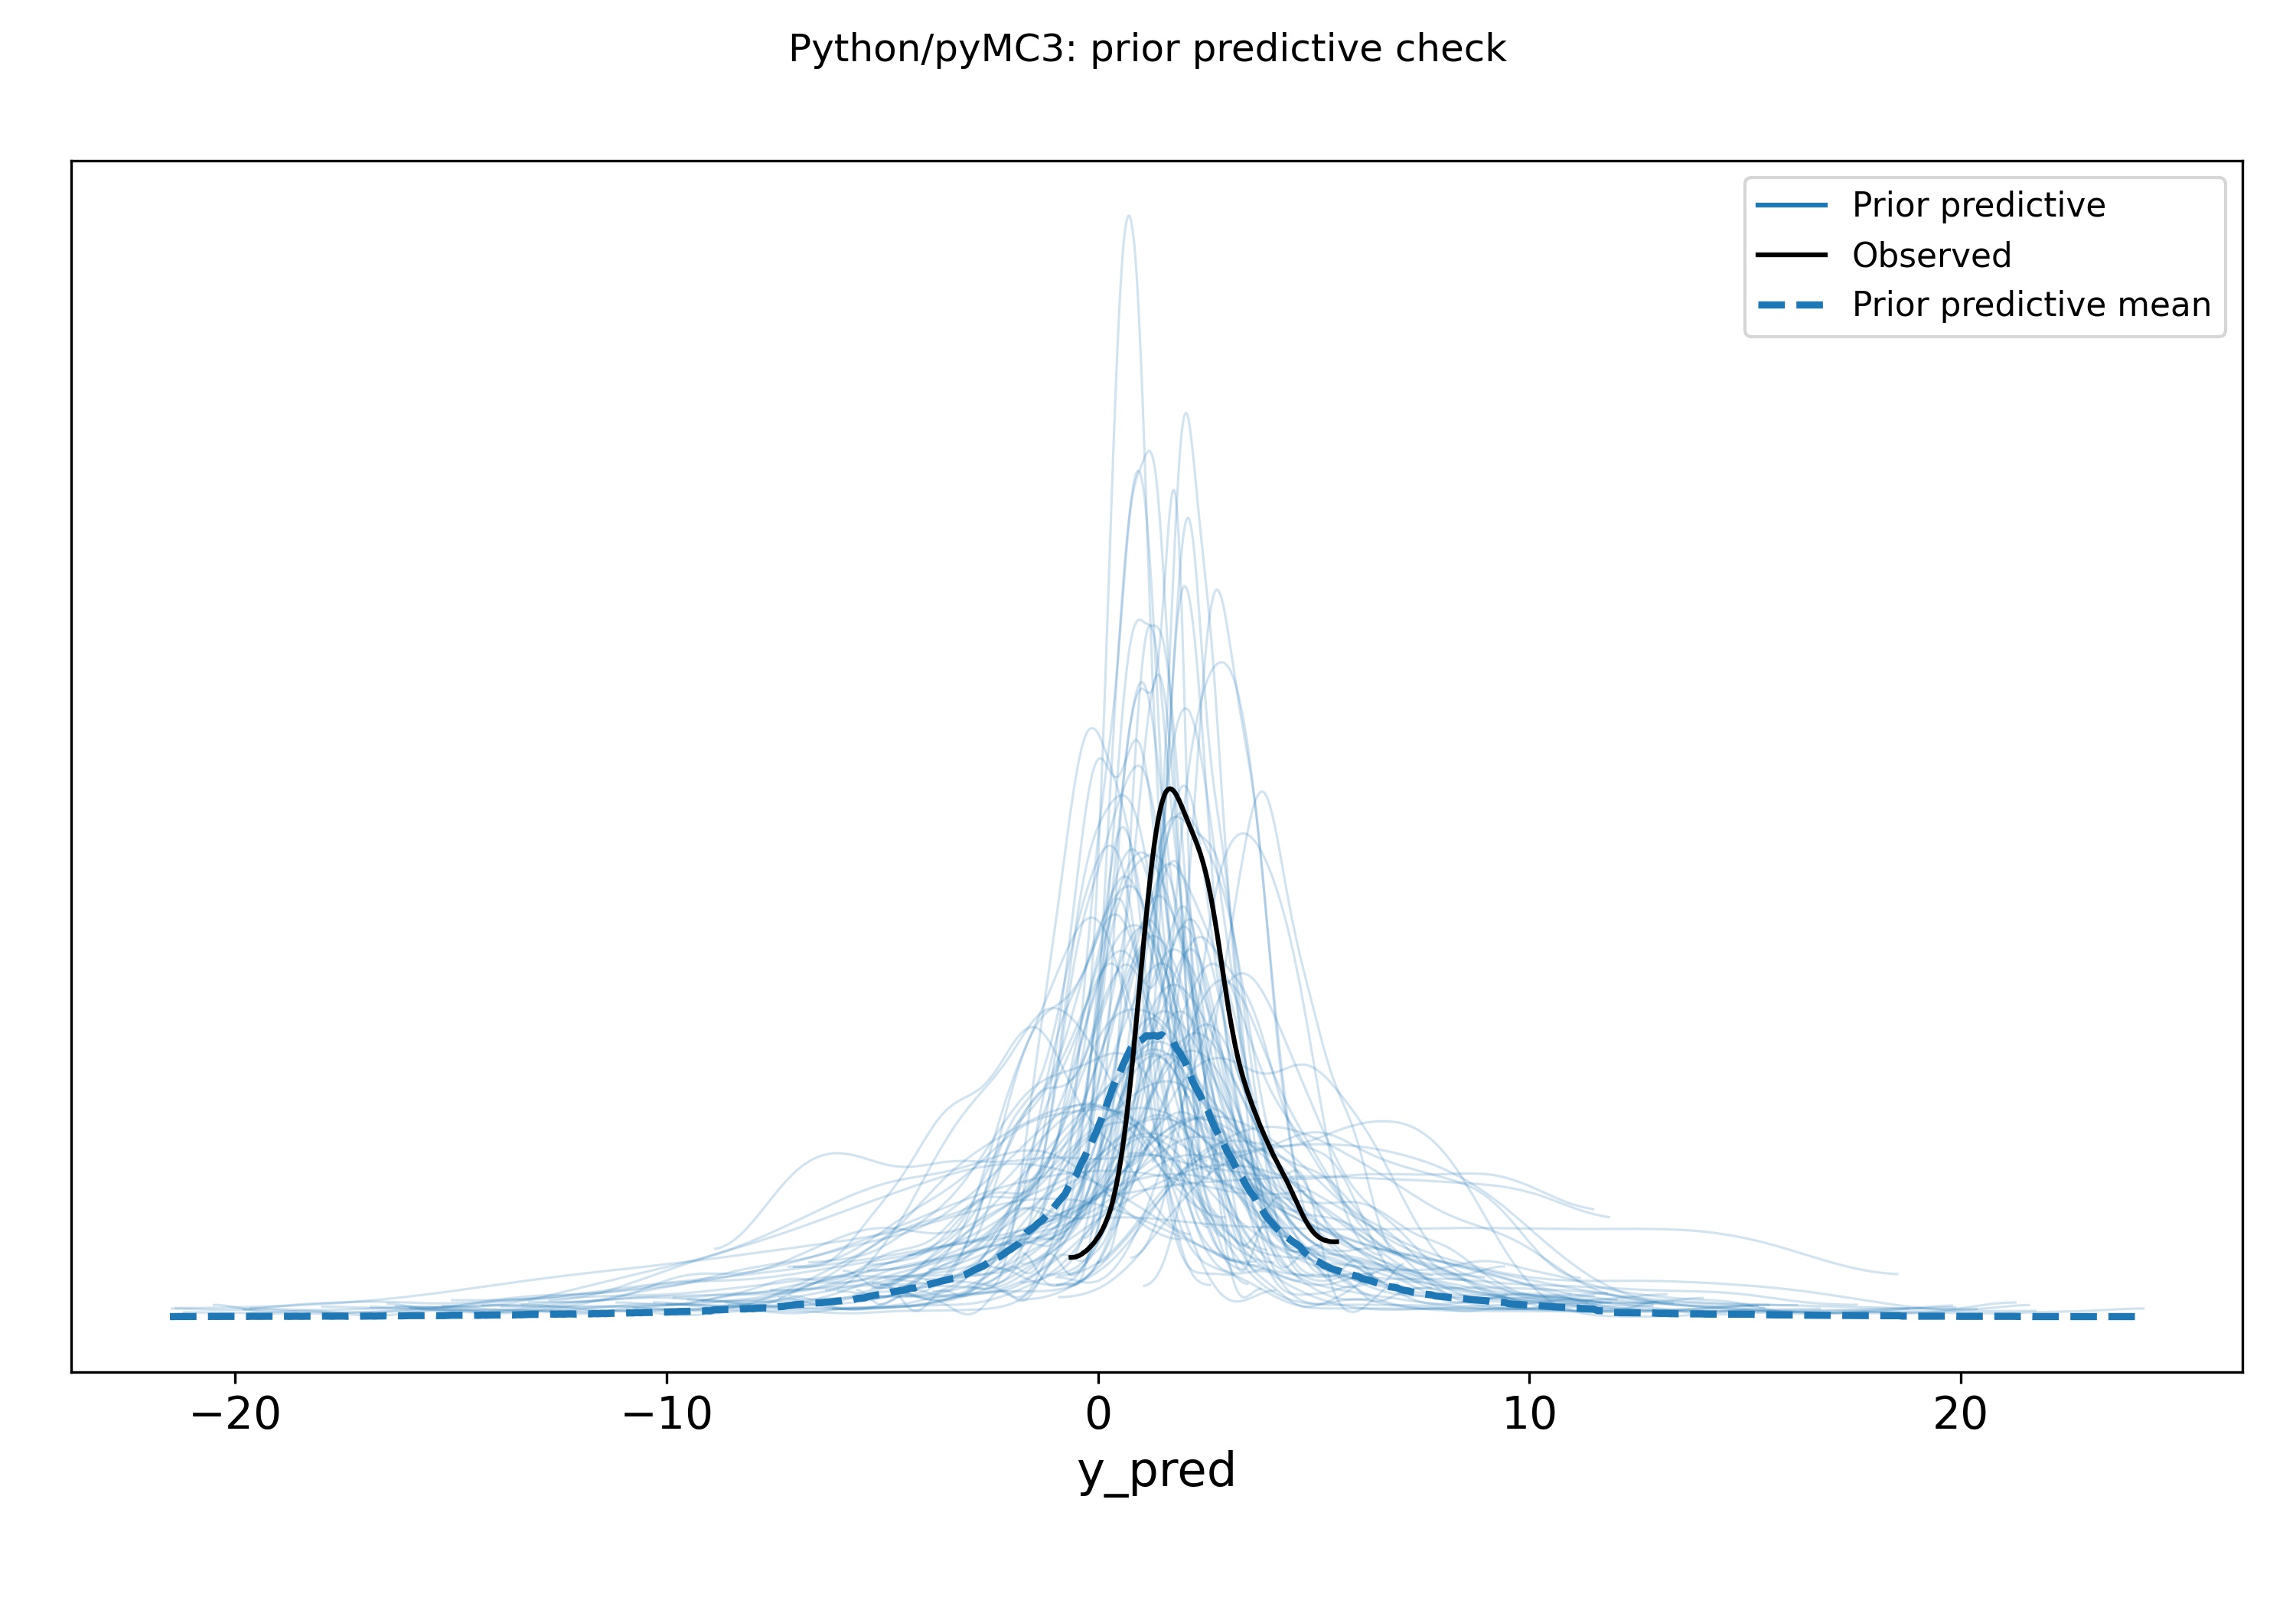 Python/pyMC3: prior predictive check
Prior predictive
Observed
Prior predictive mean
−20 −10 0 10 20
y_pred